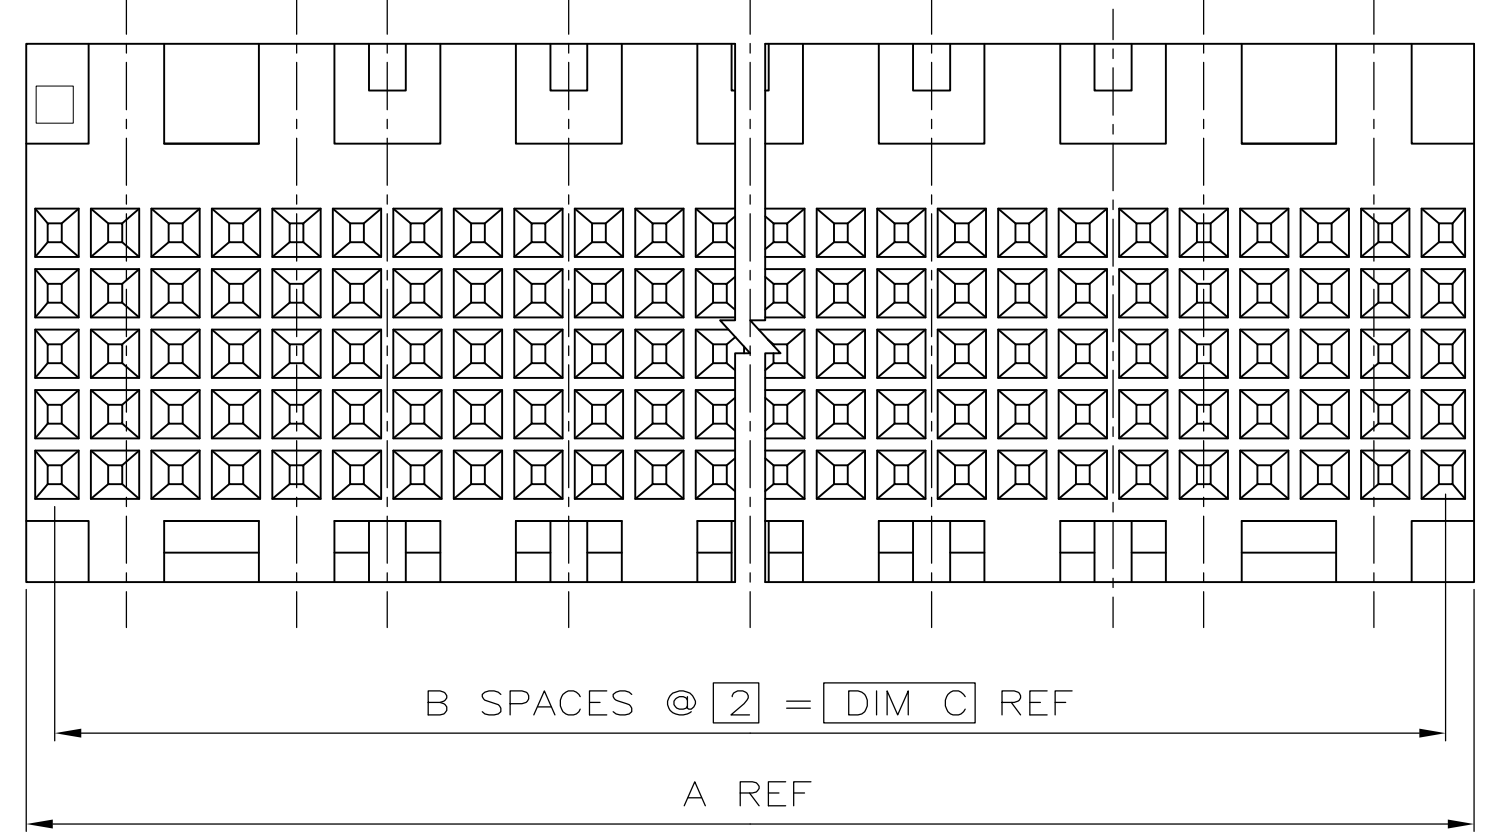 B SPACES @ 2 = DIM C REF
A REF